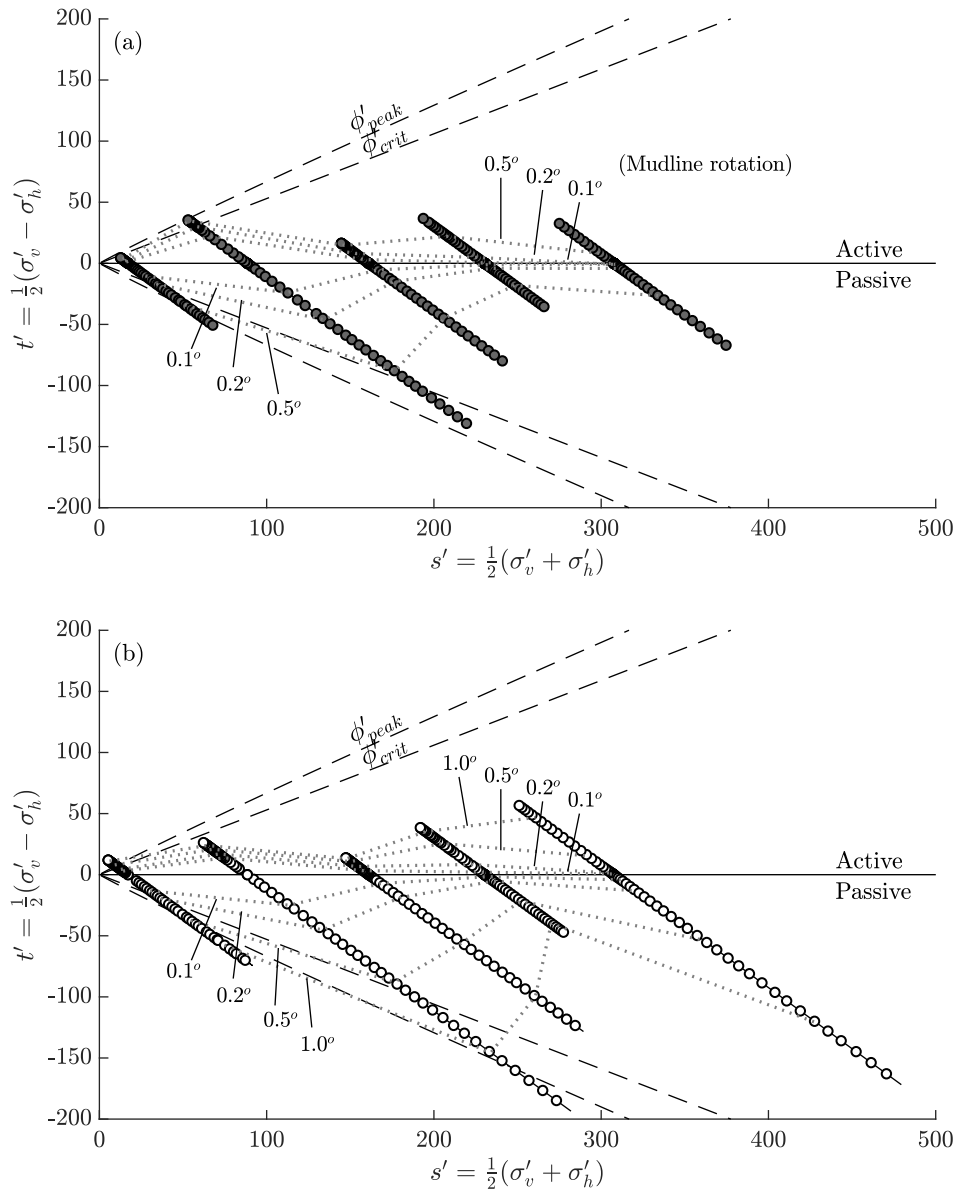 (a)
200
150
100
50
0
-50
-100
-150
-200
t′ = ½(σ′ᵥ − σ′ₕ)
ϕ′peak
ϕ′crit
(Mudline rotation)
0.5°
0.2°
0.1°
Active
Passive
0.1°
0.2°
0.5°
0 100 200 300 400 500
s′ = ½(σ′ᵥ + σ′ₕ)
(b)
200
150
100
50
0
-50
-100
-150
-200
t′ = ½(σ′ᵥ − σ′ₕ)
ϕ′peak
ϕ′crit
1.0°
0.5°
0.2°
0.1°
Active
Passive
0.1°
0.2°
0.5°
1.0°
0 100 200 300 400 500
s′ = ½(σ′ᵥ + σ′ₕ)